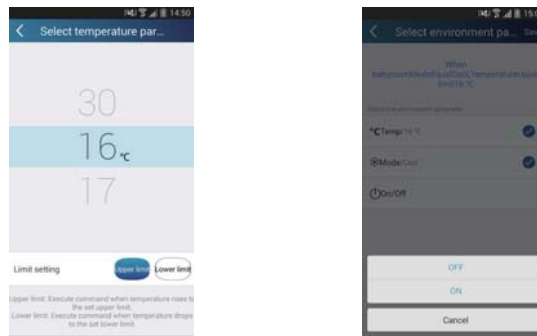 14:50
Select temperature par...
30
16℃
17
Limit setting
Upper limit
Lower limit
Upper limit: Execute command when temperature rises to
the set upper limit.
Lower limit: Execute command when temperature drops
to the set lower limit.
Select environment pa...
When
°CTemp/16 ℃
Mode/
On/Off
OFF
ON
Cancel